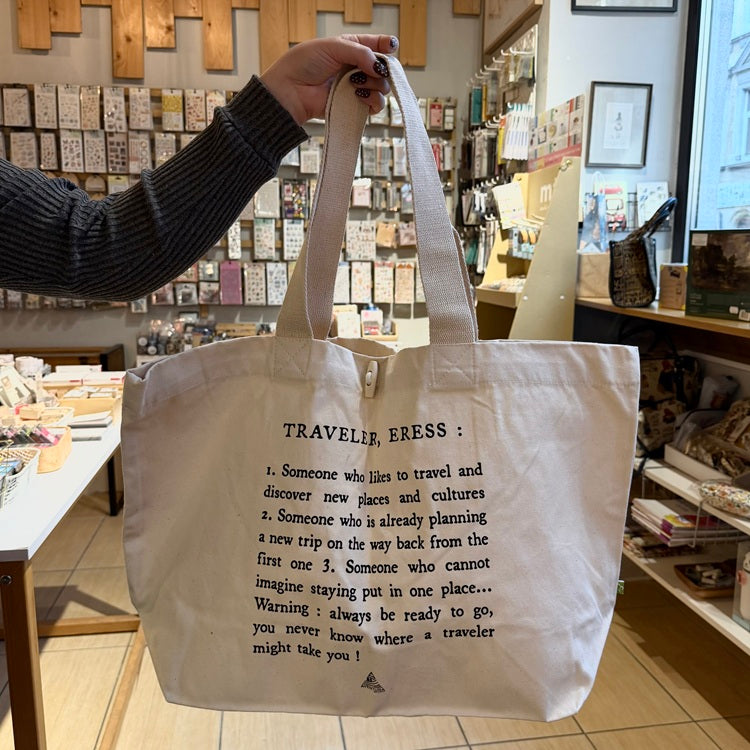 TRAVELER, ERESS :
1. Someone who likes to travel and
discover new places and cultures
2. Someone who is already planning
a new trip on the way back from the
first one 3. Someone who cannot
imagine staying put in one place...
Warning : always be ready to go,
you never know where a traveler
might take you !